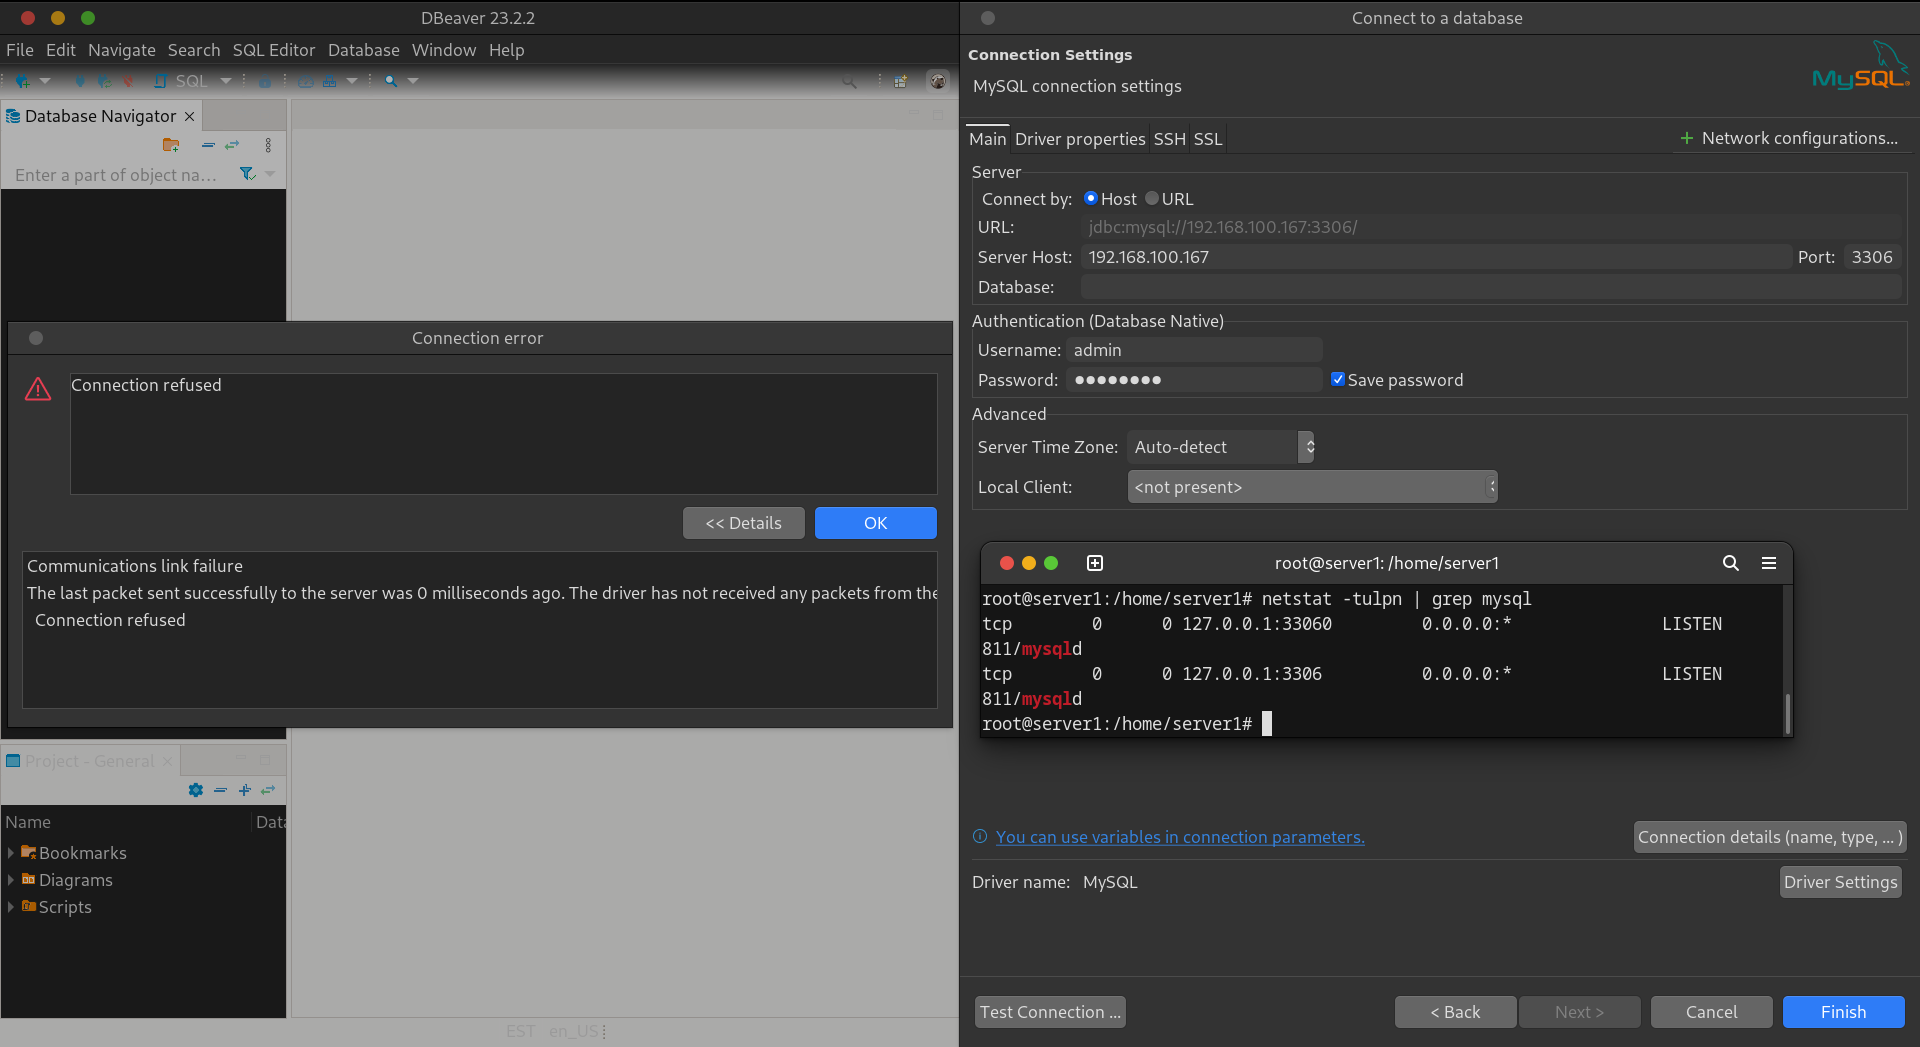 DBeaver 23.2.2
File Edit Navigate Search SQL Editor Database Window Help
SQL
Database Navigator
Enter a part of object na...
Connection error
Connection refused
<< Details
OK
Communications link failure
The last packet sent successfully to the server was 0 milliseconds ago. The driver has not received any packets from the
Connection refused
Project - General
Name Data
Bookmarks
Diagrams
Scripts
EST en_US
Connect to a database
Connection Settings
MySQL connection settings
MySQL
Main Driver properties SSH SSL
Network configurations...
Server
Connect by: Host URL
URL: jdbc:mysql://192.168.100.167:3306/
Server Host: 192.168.100.167 Port: 3306
Database:
Authentication (Database Native)
Username: admin
Password: ●●●●●●●● Save password
Advanced
Server Time Zone: Auto-detect
Local Client: <not present>
root@server1: /home/server1
root@server1:/home/server1# netstat -tulpn | grep mysql
tcp 0 0 127.0.0.1:33060 0.0.0.0:* LISTEN
811/mysqld
tcp 0 0 127.0.0.1:3306 0.0.0.0:* LISTEN
811/mysqld
root@server1:/home/server1#
You can use variables in connection parameters.
Connection details (name, type, ... )
Driver name: MySQL
Driver Settings
Test Connection ...
< Back
Next >
Cancel
Finish